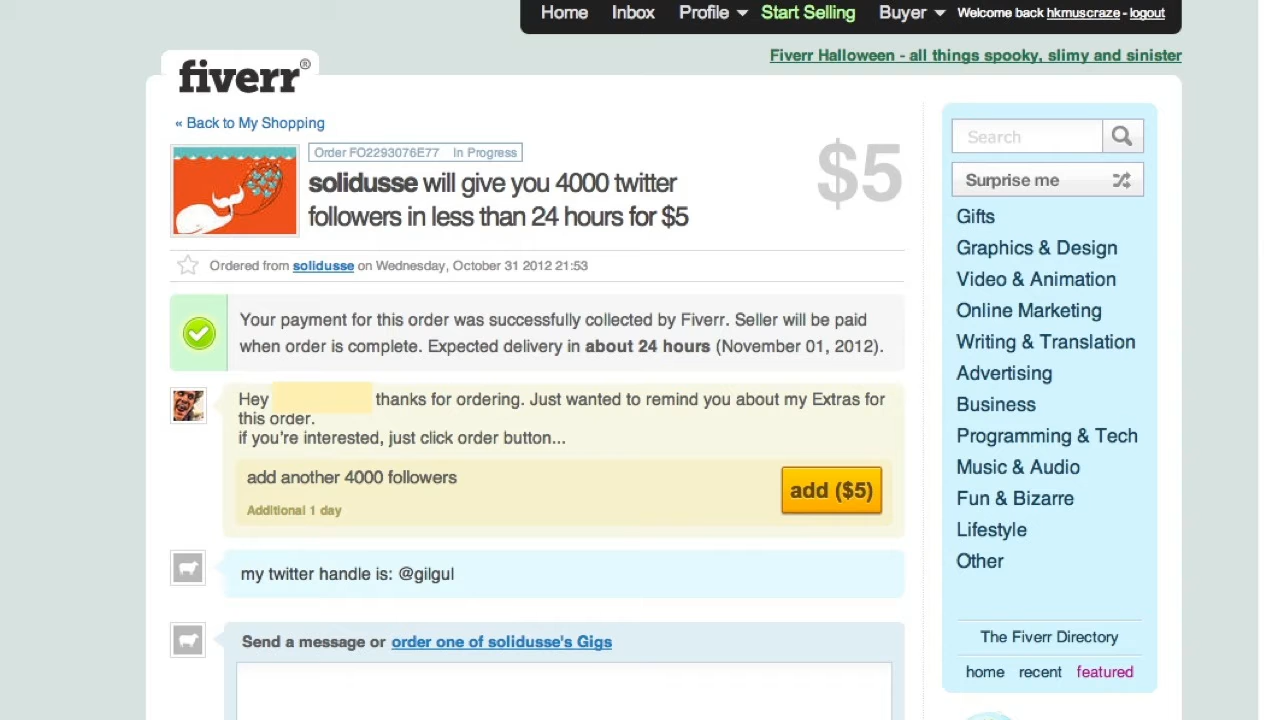 Home Inbox Profile Start Selling Buyer Welcome back hkmuscraze - logout
Fiverr Halloween - all things spooky, slimy and sinister
fiverr®
« Back to My Shopping
Order FO2293076E77 In Progress
solidusse will give you 4000 twitter
followers in less than 24 hours for $5
$5
Ordered from solidusse on Wednesday, October 31 2012 21:53
Your payment for this order was successfully collected by Fiverr. Seller will be paid
when order is complete. Expected delivery in about 24 hours (November 01, 2012).
Hey thanks for ordering. Just wanted to remind you about my Extras for
this order.
if you're interested, just click order button...
add another 4000 followers
Additional 1 day
add ($5)
my twitter handle is: @gilgul
Send a message or order one of solidusse's Gigs
Search
Surprise me
Gifts
Graphics & Design
Video & Animation
Online Marketing
Writing & Translation
Advertising
Business
Programming & Tech
Music & Audio
Fun & Bizarre
Lifestyle
Other
The Fiverr Directory
home recent featured